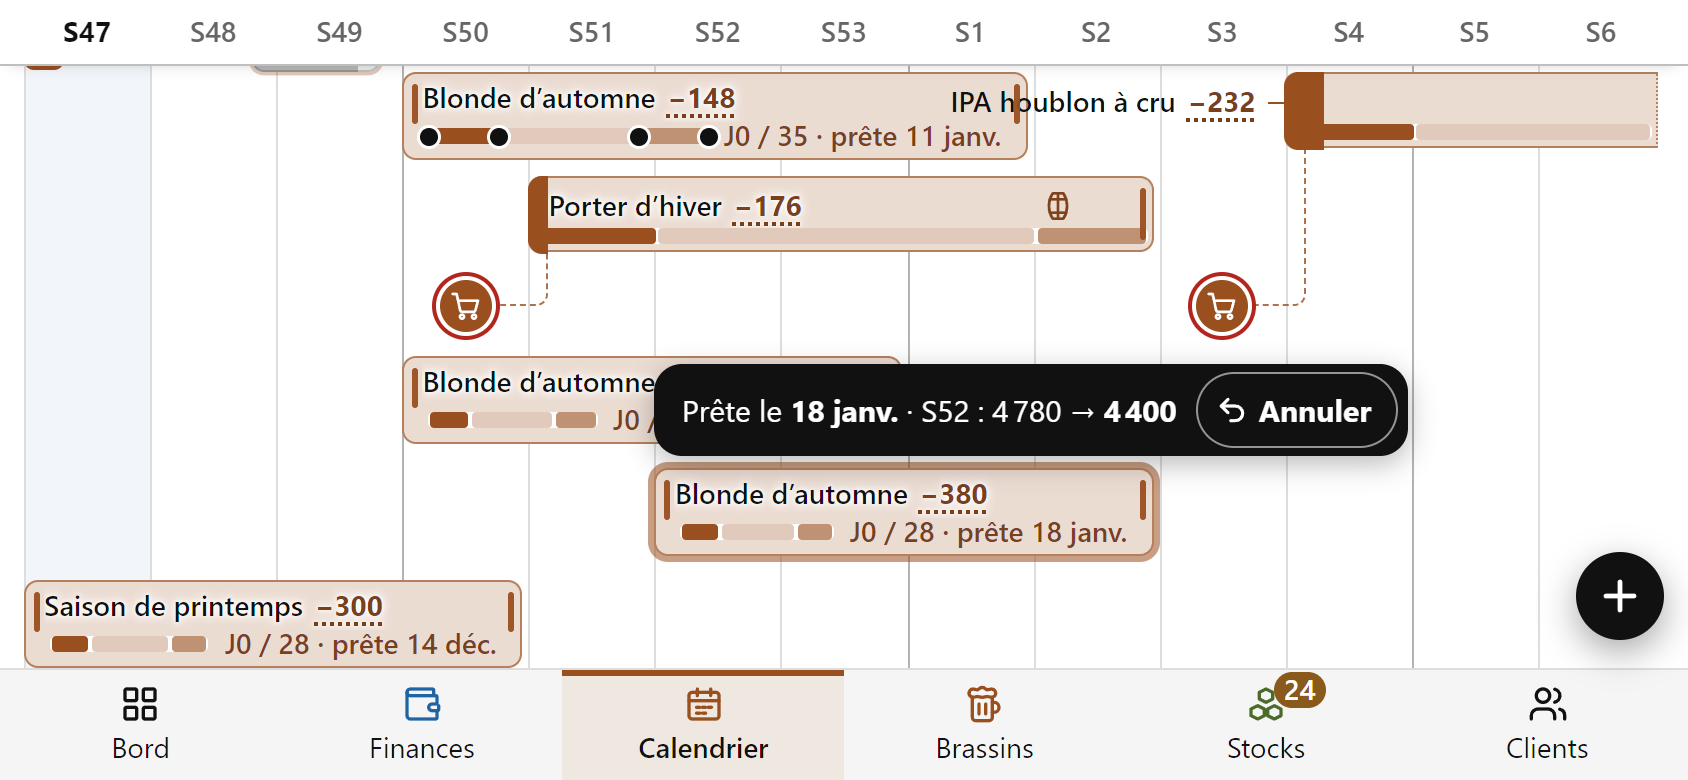 S47 S48 S49 S50 S51 S52 S53 S1 S2 S3 S4 S5 S6
Blonde d’automne −148
J0 / 35 · prête 11 janv.
IPA houblon à cru −232
Porter d’hiver −176
Blonde d’automne
J0 /
Prête le 18 janv. · S52 : 4 780 → 4 400 Annuler
Blonde d’automne −380
J0 / 28 · prête 18 janv.
Saison de printemps −300
J0 / 28 · prête 14 déc.
24
Bord Finances Calendrier Brassins Stocks Clients